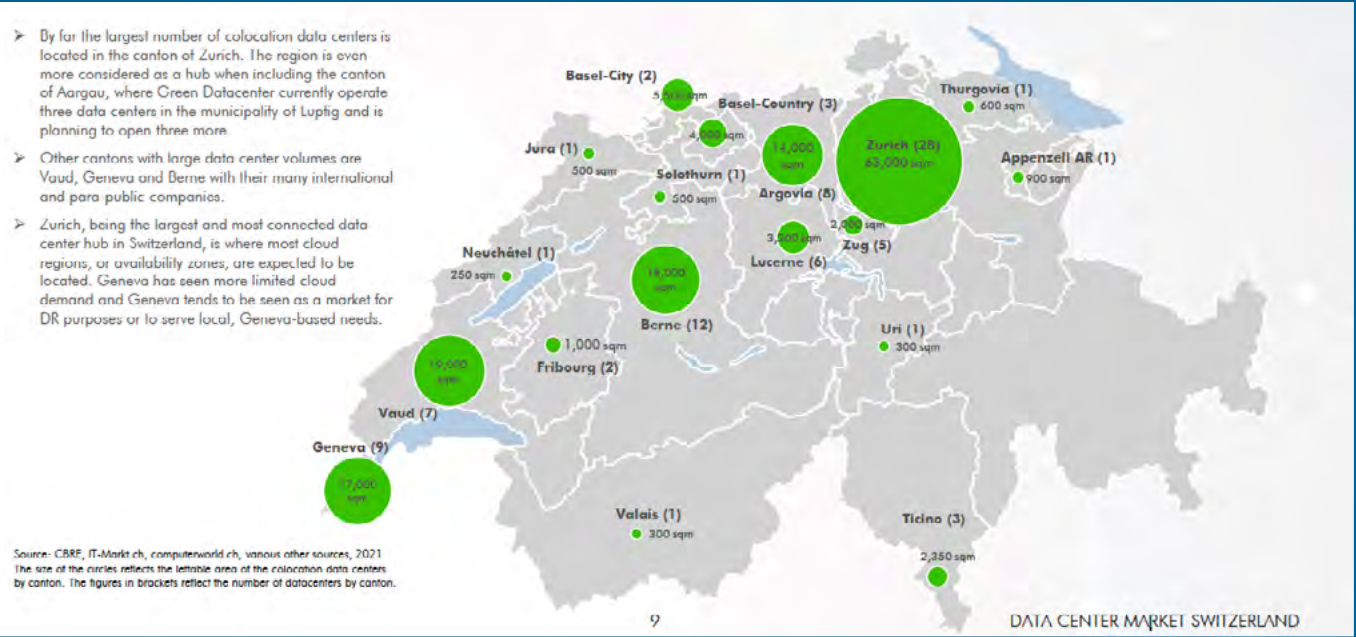 ➢ By far the largest number of colocation data centers is
located in the canton of Zurich. The region is even
more considered as a hub when including the canton
of Aargau, where Green Datacenter currently operate
three data centers in the municipality of Luptig and is
planning to open three more
➢ Other cantons with large data center volumes are
Vaud, Geneva and Berne with their many international
and para public companies.
➢ Zurich, being the largest and most connected data
center hub in Switzerland, is where most cloud
regions, or availability zones, are expected to be
located. Geneva has seen more limited cloud
demand and Geneva tends to be seen as a market for
DR purposes or to serve local, Geneva-based needs.
Basel-City (2)
sqm
Basel-Country (3)
4,000 sqm
Jura (1)
500 sqm
Solothurn (1)
500 sqm
14,000
sqm
Argovia (8)
Zurich (28)
63,000 sqm
Thurgovia (1)
600 sqm
Appenzell AR (1)
900 sqm
2,000 sqm
Zug (5)
sqm
Lucerne (6)
Neuchâtel (1)
250 sqm
sqm
Berne (12)
1,000 sqm
Fribourg (2)
Uri (1)
300 sqm
19,000
sqm
Vaud (7)
Geneva (9)
17,000
sqm
Valais (1)
300 sqm
Ticino (3)
2,350 sqm
Source: CBRE, IT-Markt ch, computerworld ch, various other sources, 2021
The size of the circles reflects the lettable area of the colocation data centers
by canton. The figures in brackets reflect the number of datacenters by canton.
9
DATA CENTER MARKET SWITZERLAND